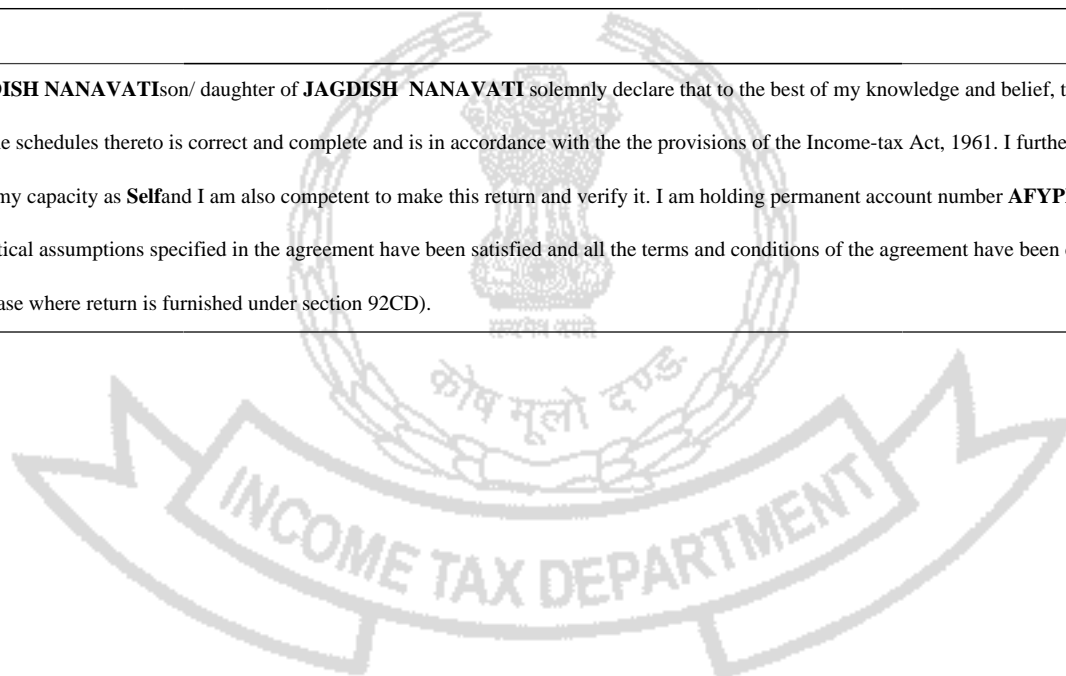 DISH NANAVATIson/ daughter of JAGDISH NANAVATI solemnly declare that to the best of my knowledge and belief, t
e schedules thereto is correct and complete and is in accordance with the the provisions of the Income-tax Act, 1961. I furthe
my capacity as Selfand I am also competent to make this return and verify it. I am holding permanent account number AFYP
tical assumptions specified in the agreement have been satisfied and all the terms and conditions of the agreement have been
ase where return is furnished under section 92CD).
सत्यमेव जयते
कोष मूलो दण्ड:
INCOME TAX DEPARTMENT